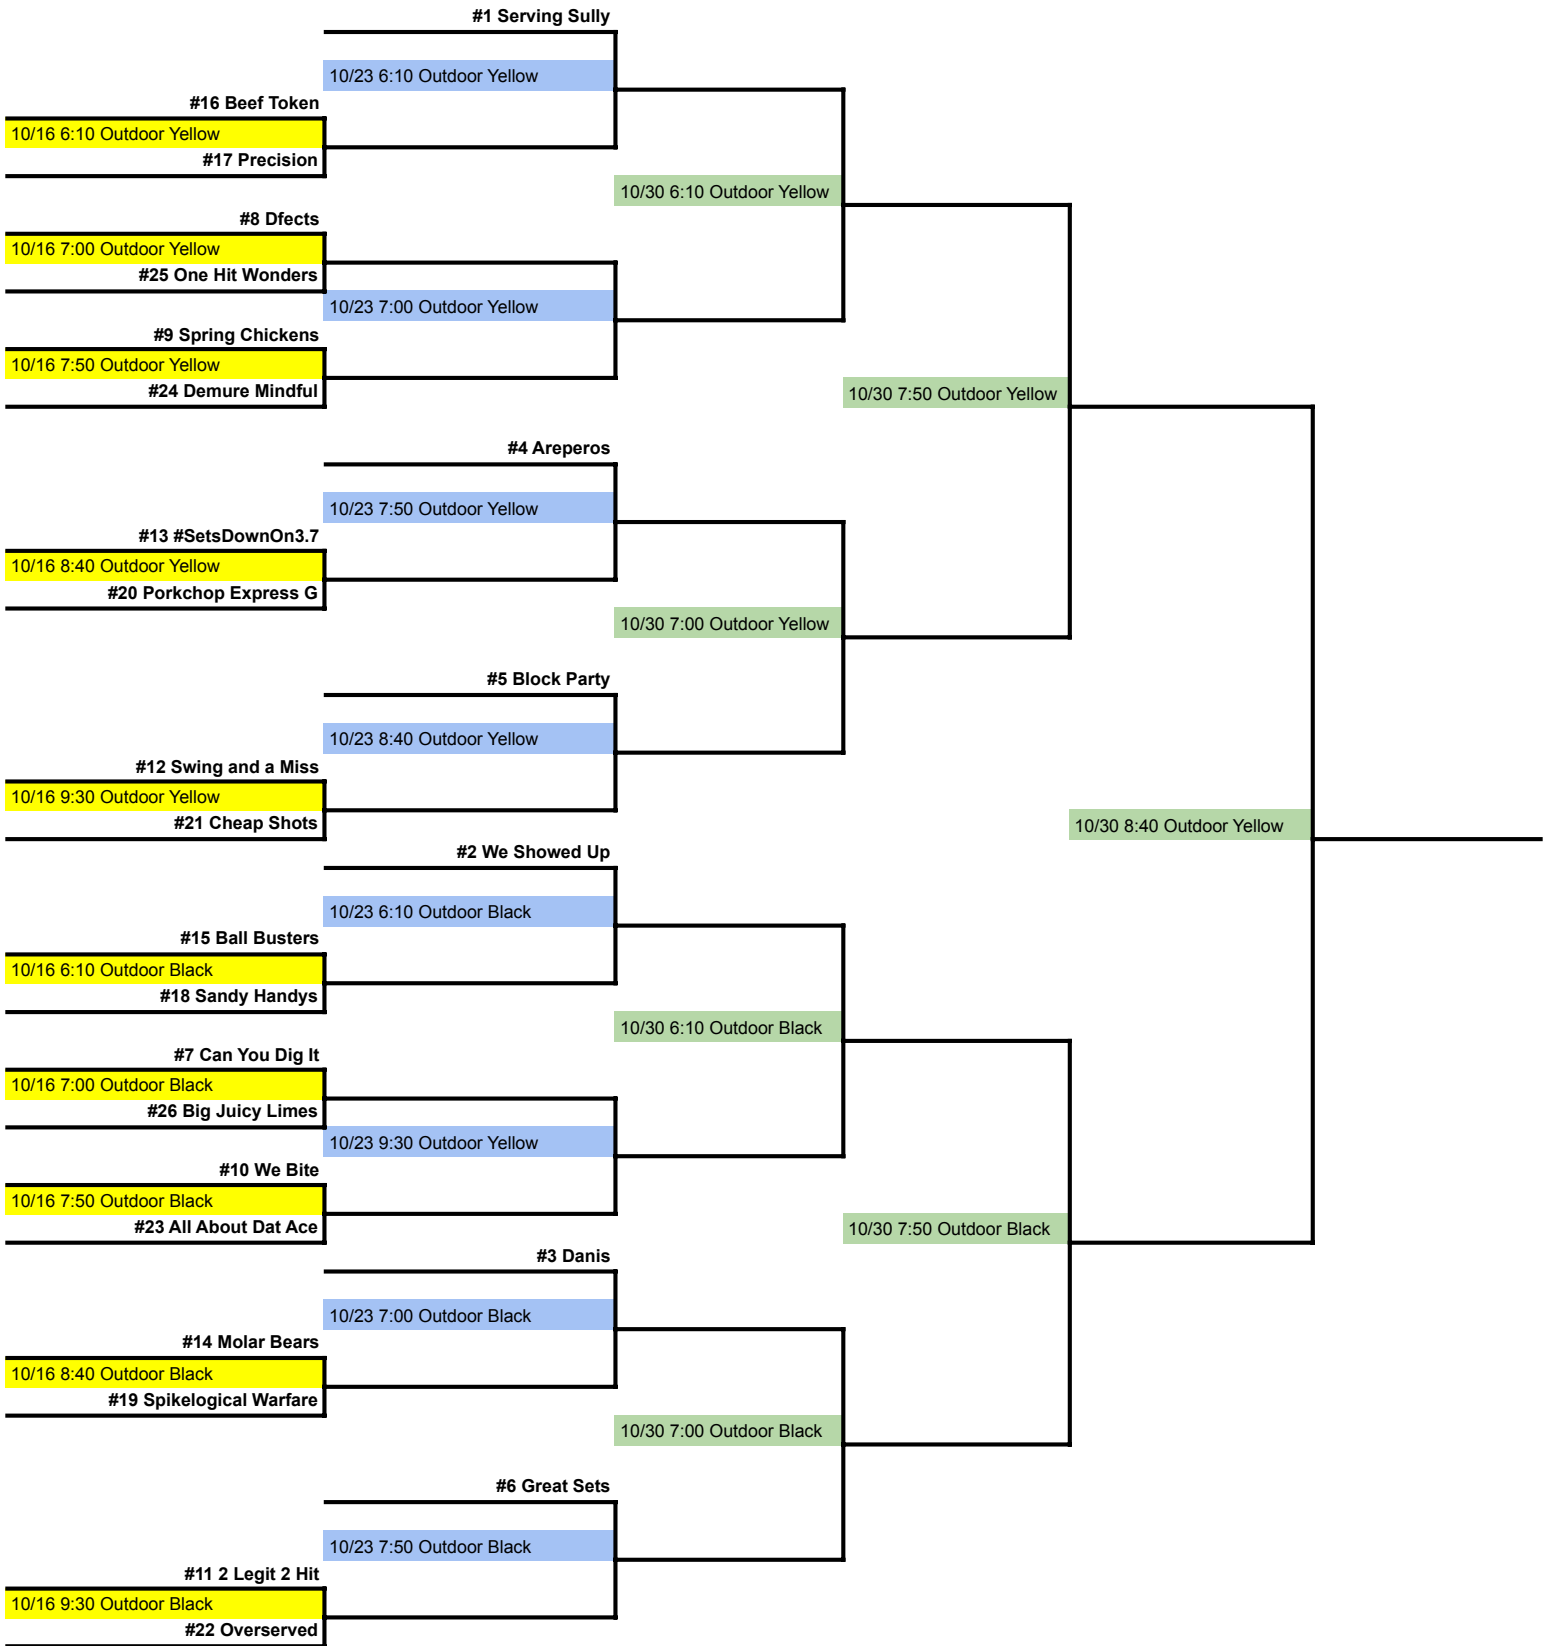 #1 Serving Sully
10/23 6:10 Outdoor Yellow
#16 Beef Token
10/16 6:10 Outdoor Yellow
#17 Precision
10/30 6:10 Outdoor Yellow
#8 Dfects
10/16 7:00 Outdoor Yellow
#25 One Hit Wonders
10/23 7:00 Outdoor Yellow
#9 Spring Chickens
10/16 7:50 Outdoor Yellow
#24 Demure Mindful
10/30 7:50 Outdoor Yellow
#4 Areperos
10/23 7:50 Outdoor Yellow
#13 #SetsDownOn3.7
10/16 8:40 Outdoor Yellow
#20 Porkchop Express G
10/30 7:00 Outdoor Yellow
#5 Block Party
10/23 8:40 Outdoor Yellow
#12 Swing and a Miss
10/16 9:30 Outdoor Yellow
#21 Cheap Shots
10/30 8:40 Outdoor Yellow
#2 We Showed Up
10/23 6:10 Outdoor Black
#15 Ball Busters
10/16 6:10 Outdoor Black
#18 Sandy Handys
10/30 6:10 Outdoor Black
#7 Can You Dig It
10/16 7:00 Outdoor Black
#26 Big Juicy Limes
10/23 9:30 Outdoor Yellow
#10 We Bite
10/16 7:50 Outdoor Black
#23 All About Dat Ace
10/30 7:50 Outdoor Black
#3 Danis
10/23 7:00 Outdoor Black
#14 Molar Bears
10/16 8:40 Outdoor Black
#19 Spikelogical Warfare
10/30 7:00 Outdoor Black
#6 Great Sets
10/23 7:50 Outdoor Black
#11 2 Legit 2 Hit
10/16 9:30 Outdoor Black
#22 Overserved